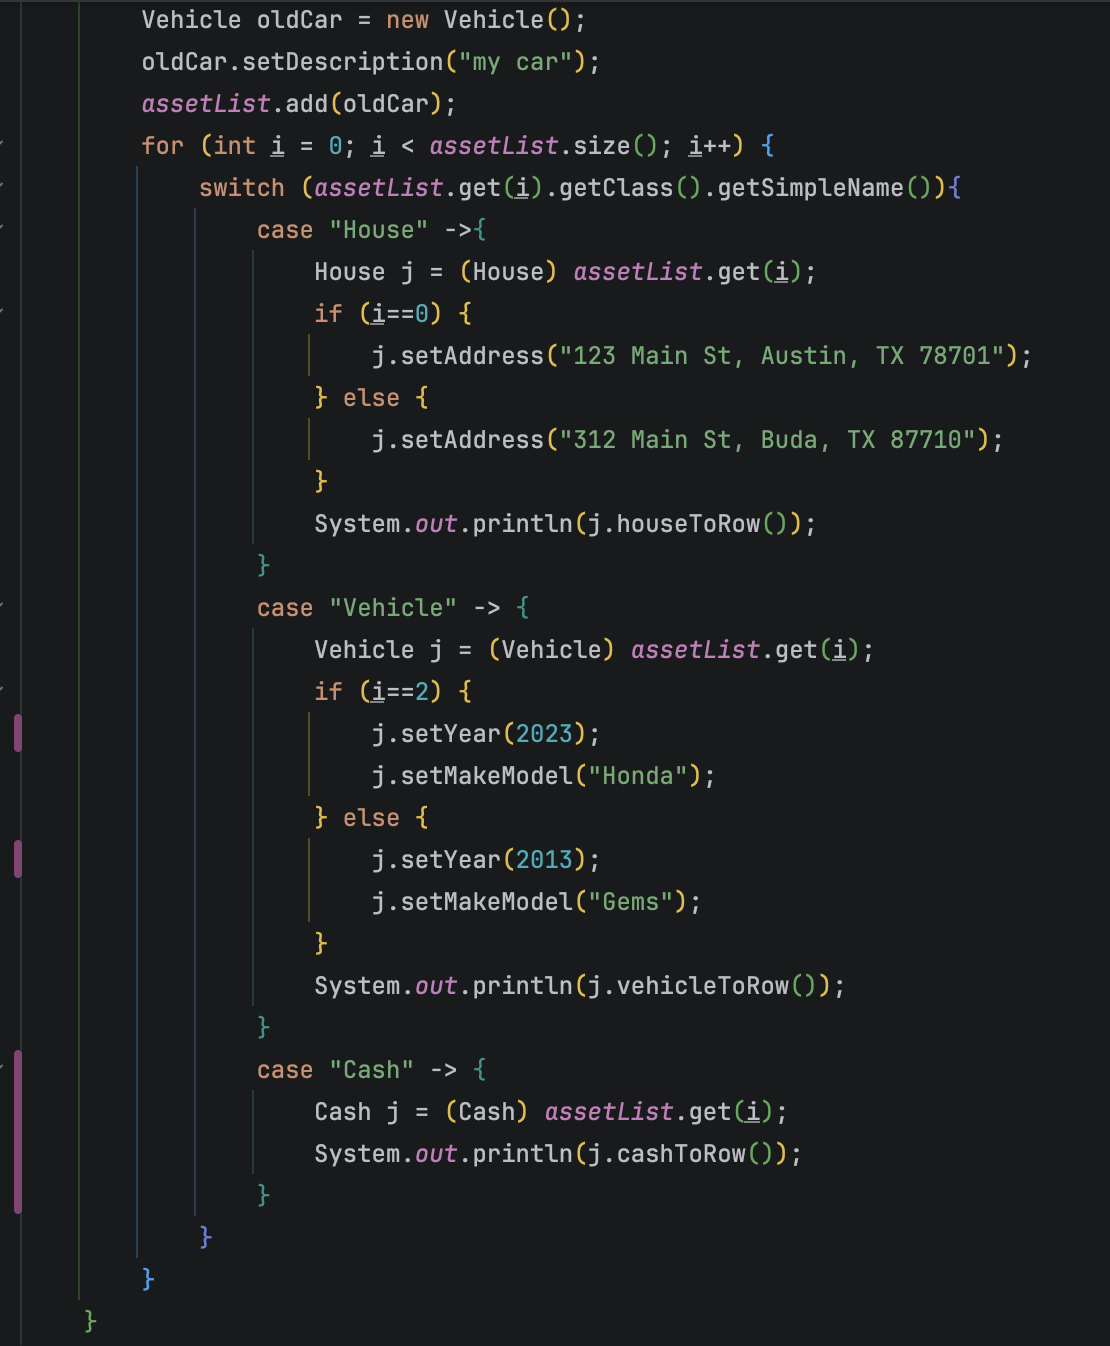 Vehicle oldCar = new Vehicle();
oldCar.setDescription("my car");
assetList.add(oldCar);
for (int i = 0; i < assetList.size(); i++) {
switch (assetList.get(i).getClass().getSimpleName()){
case "House" ->{
House j = (House) assetList.get(i);
if (i==0) {
j.setAddress("123 Main St, Austin, TX 78701");
} else {
j.setAddress("312 Main St, Buda, TX 87710");
}
System.out.println(j.houseToRow());
}
case "Vehicle" -> {
Vehicle j = (Vehicle) assetList.get(i);
if (i==2) {
j.setYear(2023);
j.setMakeModel("Honda");
} else {
j.setYear(2013);
j.setMakeModel("Gems");
}
System.out.println(j.vehicleToRow());
}
case "Cash" -> {
Cash j = (Cash) assetList.get(i);
System.out.println(j.cashToRow());
}
}
}
}